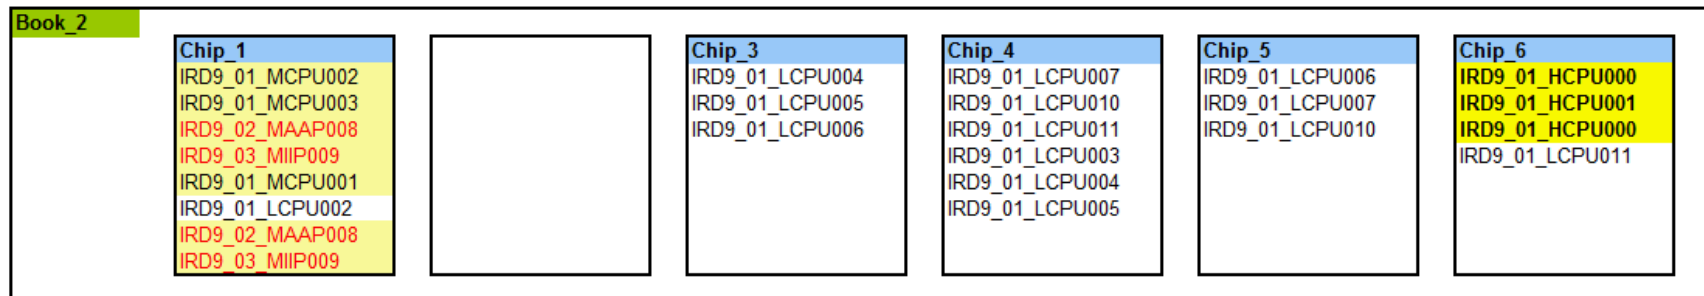 Book_2
Chip_1
IRD9_01_MCPU002
IRD9_01_MCPU003
IRD9_02_MAAP008
IRD9_03_MIIP009
IRD9_01_MCPU001
IRD9_01_LCPU002
IRD9_02_MAAP008
IRD9_03_MIIP009
Chip_3
IRD9_01_LCPU004
IRD9_01_LCPU005
IRD9_01_LCPU006
Chip_4
IRD9_01_LCPU007
IRD9_01_LCPU010
IRD9_01_LCPU011
IRD9_01_LCPU003
IRD9_01_LCPU004
IRD9_01_LCPU005
Chip_5
IRD9_01_LCPU006
IRD9_01_LCPU007
IRD9_01_LCPU010
Chip_6
IRD9_01_HCPU000
IRD9_01_HCPU001
IRD9_01_HCPU000
IRD9_01_LCPU011